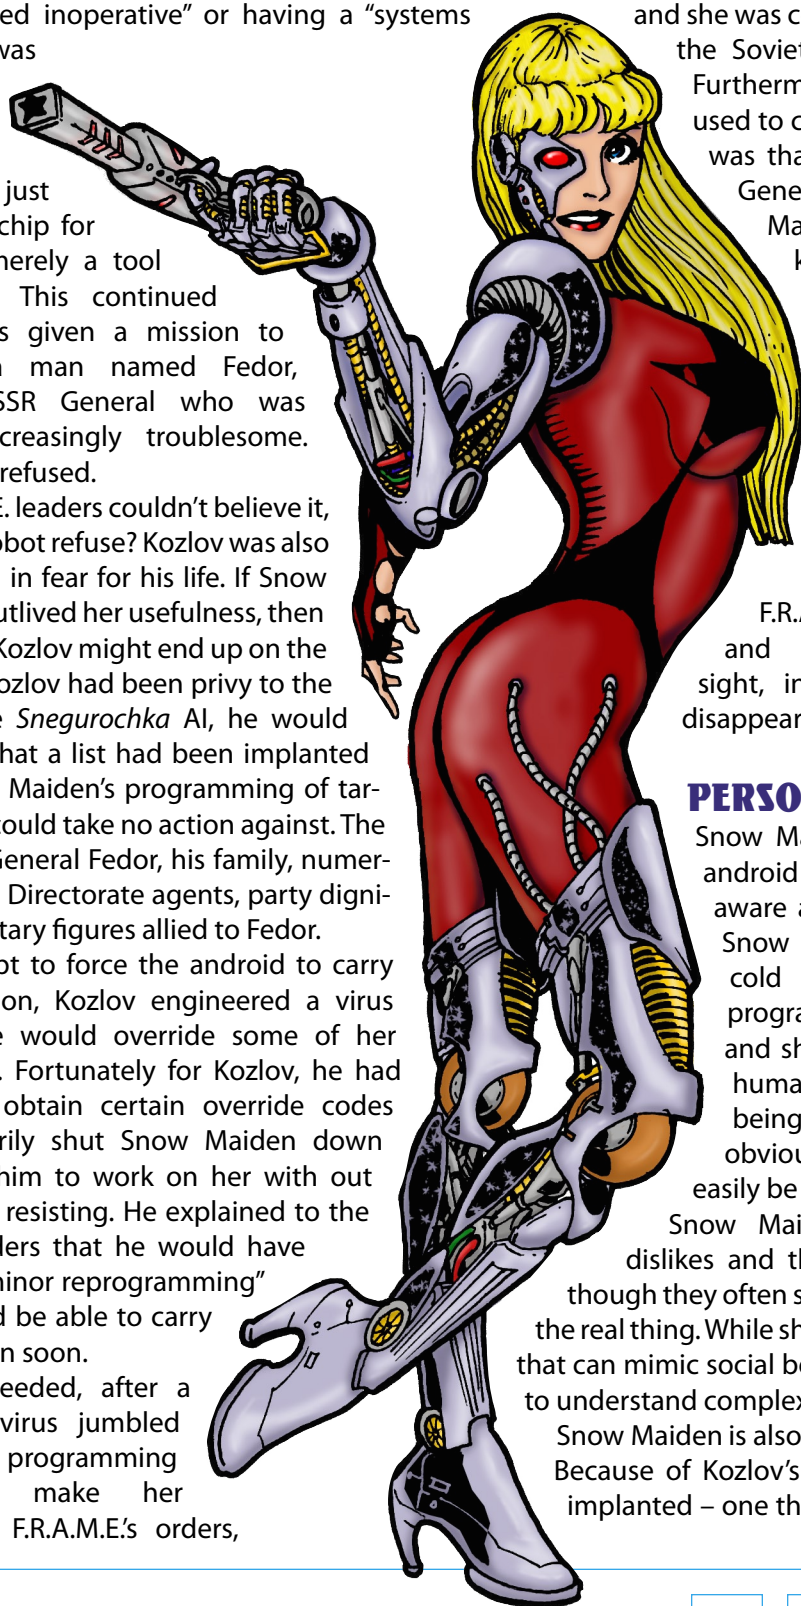 ed inoperative” or having a “systems
was
just
chip for
merely a tool
This continued
s given a mission to
man named Fedor,
SSR General who was
creasingly troublesome.
refused.
E. leaders couldn’t believe it,
obot refuse? Kozlov was also
in fear for his life. If Snow
utlived her usefulness, then
Kozlov might end up on the
ozlov had been privy to the
e Snegurochka AI, he would
hat a list had been implanted
Maiden’s programming of tar-
could take no action against. The
General Fedor, his family, numer-
Directorate agents, party digni-
tary figures allied to Fedor.
pt to force the android to carry
on, Kozlov engineered a virus
e would override some of her
. Fortunately for Kozlov, he had
obtain certain override codes
rily shut Snow Maiden down
him to work on her with out
resisting. He explained to the
ders that he would have
minor reprogramming”
d be able to carry
n soon.
eeded, after a
virus jumbled
programming
make her
F.R.A.M.E.’s orders,
and she was c
the Soviet
Furtherm
used to c
was tha
Gene
Ma
k
F.R.A
and
sight, in
disappear
PERSO
Snow Ma
android
aware a
Snow
cold
progra
and sh
huma
being
obviou
easily be
Snow Mai
dislikes and th
though they often s
the real thing. While sh
that can mimic social be
to understand complex
Snow Maiden is also
Because of Kozlov’s
implanted – one th